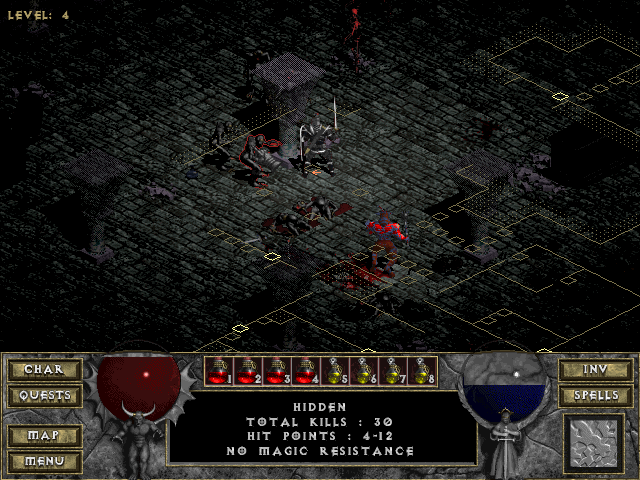 LEVEL: 4
CHAR
QUESTS
MAP
MENU
1 2 3 4 5 6 7 8
HIDDEN
TOTAL KILLS : 30
HIT POINTS : 4-12
NO MAGIC RESISTANCE
INV
SPELLS